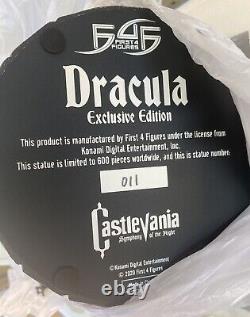 F4F
FIRST 4 FIGURES
Dracula
Exclusive Edition
This product is manufactured by First 4 Figures under the license from
Konami Digital Entertainment, Inc.
This statue is limited to 600 pieces worldwide, and this is statue number:
011
Castlevania
Symphony of the Night
© Konami Digital Entertainment
© 2020 First 4 Figures